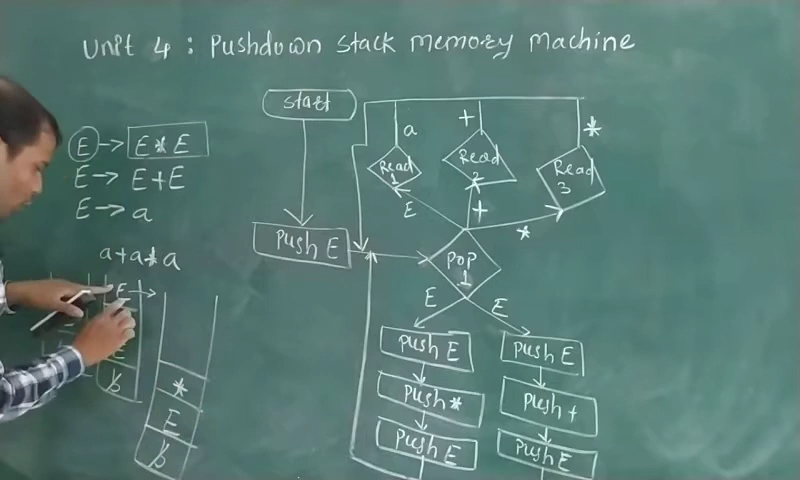 Unit 4 : Pushdown stack memory Machine
E → E * E
E → E + E
E → a
a + a * a
E
E
b
*
E
b
start
Push E
a
+
*
Read 1
Read 2
Read 3
E
+
*
POP 1
E
E
Push E
Push *
Push E
Push E
Push +
Push E